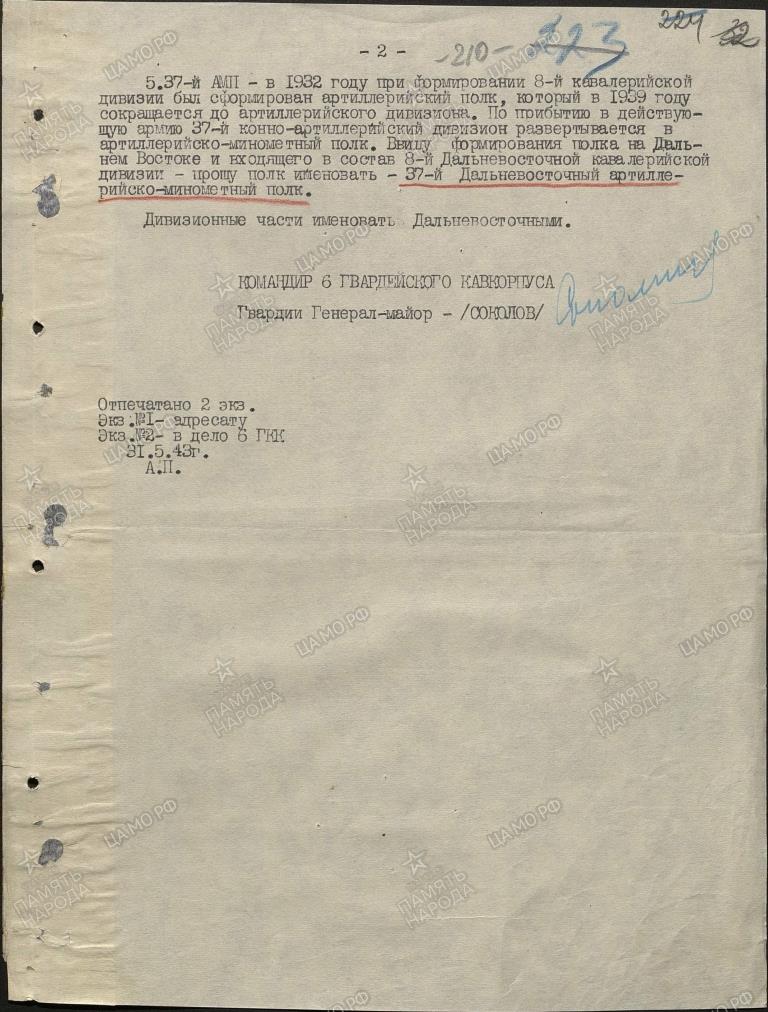 - 2 -
-210-
323
224
32
5.37-й АМП - в 1932 году при формировании 8-й кавалерийской
дивизии был сформирован артиллерийский полк, который в 1939 году
сокращается до артиллерийского дивизиона. По прибытию в действую-
щую армию 37-й конно-артиллерййский дивизион развертывается в
артиллерийско-минометный полк. Ввиду формирования полка на Даль-
нем Востоке и входящего в состав 8-й Дальневосточной кавалерийской
дивизии - прошу полк именовать - 37-й Дальневосточный артилле-
рийско-минометный полк.
Дивизионные части именовать Дальневосточными.
КОМАНДИР 6 ГВАРДЕЙСКОГО КАВКОРПУСА
Гвардии Генерал-майор - /СОКОЛОВ/
Отпечатано 2 экз.
Экз.№1- адресату
Экз.№2- в дело 6 ГКК
31.5.43г.
А.П.
ЦАМО РФ
ПАМЯТЬ
НАРОДА